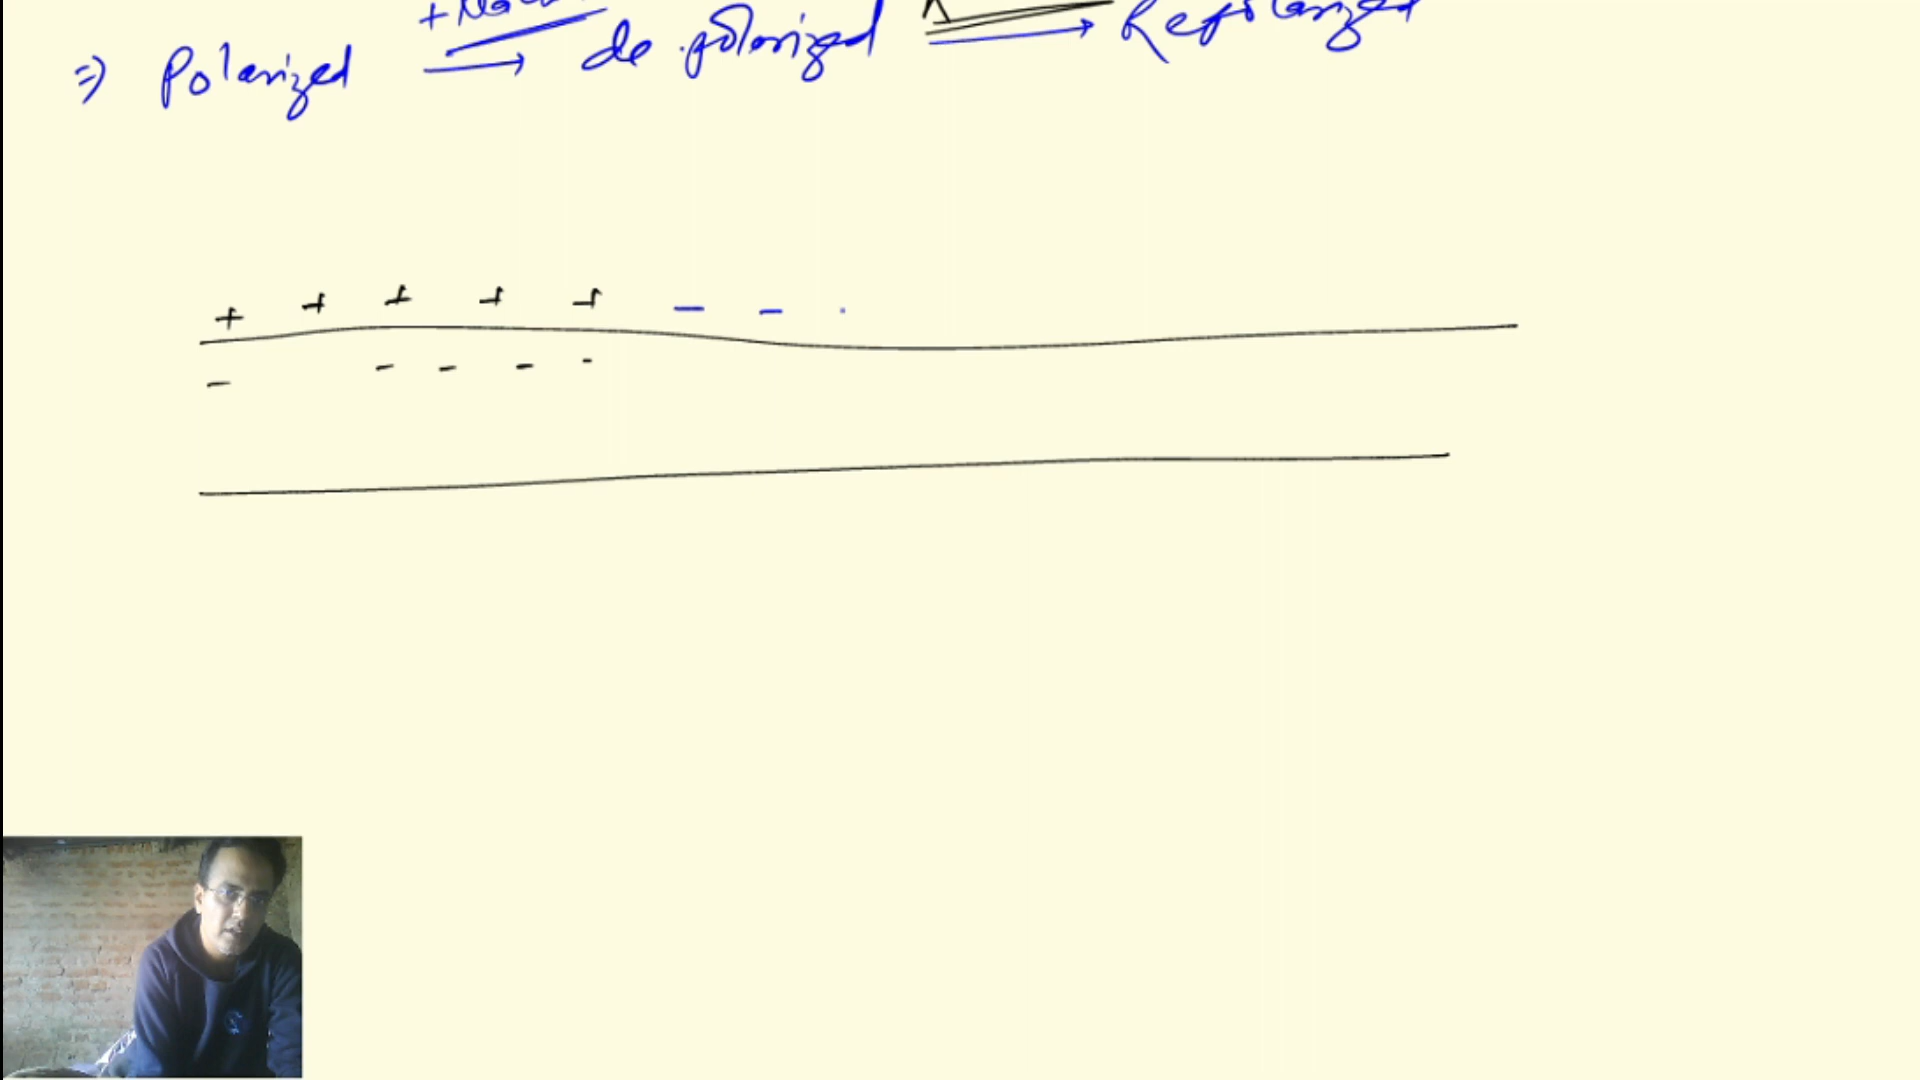 ⇒ Polarized → de polarized → Repolarized
+ + + + + - - .
- - - - -